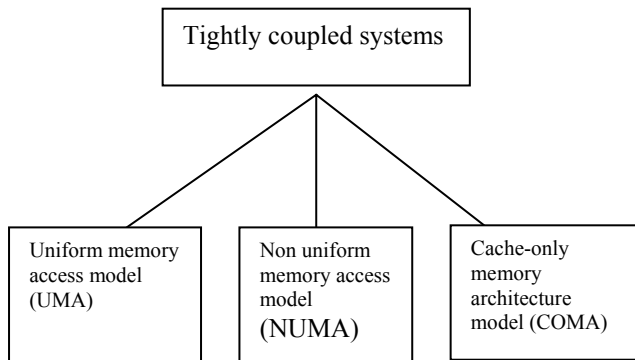 Tightly coupled systems
Uniform memory
access model
(UMA)
Non uniform
memory access
model
(NUMA)
Cache-only
memory
architecture
model (COMA)